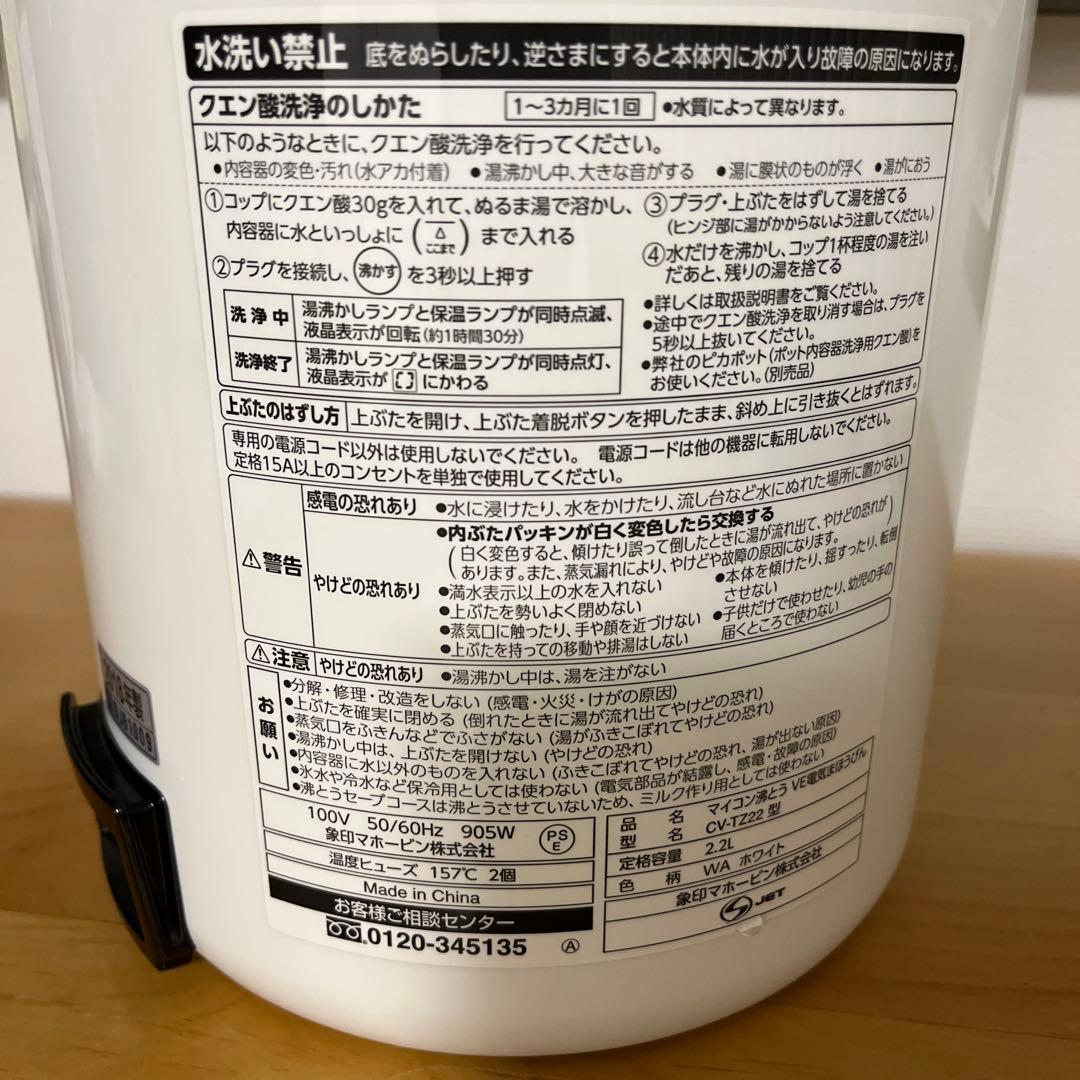 水洗い禁止 底をぬらしたり、逆さまにすると本体内に水が入り故障の原因になります。
クエン酸洗浄のしかた 1～3カ月に1回 ●水質によって異なります。
以下のようなときに、クエン酸洗浄を行ってください。
●内容器の変色・汚れ(水アカ付着) ●湯沸かし中、大きな音がする ●湯に膜状のものが浮く ●湯がにおう
①コップにクエン酸30gを入れて、ぬるま湯で溶かし、
内容器に水といっしょに(△ ここまで)まで入れる
②プラグを接続し、沸かすを3秒以上押す
洗浄中 湯沸かしランプと保温ランプが同時点滅、
液晶表示が回転(約1時間30分)
洗浄終了 湯沸かしランプと保温ランプが同時点灯、
液晶表示が[ ]にかわる
③プラグ・上ぶたをはずして湯を捨てる
(ヒンジ部に湯がかからないよう注意してください。)
④水だけを沸かし、コップ1杯程度の湯を注い
だあと、残りの湯を捨てる
●詳しくは取扱説明書をご覧ください。
●途中でクエン酸洗浄を取り消す場合は、プラグを
5秒以上抜いてください。
●弊社のピカポット(ポット内容器洗浄用クエン酸)を
お使いください。(別売品)
上ぶたのはずし方 上ぶたを開け、上ぶた着脱ボタンを押したまま、斜め上に引き抜くとはずれます。
専用の電源コード以外は使用しないでください。 電源コードは他の機器に転用しないでください。
定格15A以上のコンセントを単独で使用してください。
⚠警告
感電の恐れあり ●水に浸けたり、水をかけたり、流し台など水にぬれた場所に置かない
やけどの恐れあり
●内ぶたパッキンが白く変色したら交換する
(白く変色すると、傾けたり誤って倒したときに湯が流れ出て、やけどの恐れが
あります。また、蒸気漏れにより、やけどや故障の原因になります。)
●満水表示以上の水を入れない
●上ぶたを勢いよく閉めない
●蒸気口に触ったり、手や顔を近づけない
●上ぶたを持っての移動や排湯はしない
●本体を傾けたり、揺すったり、転倒
させない
●子供だけで使わせたり、幼児の手の
届くところで使わない
⚠注意 やけどの恐れあり ●湯沸かし中は、湯を注がない
お願い
●分解・修理・改造をしない (感電・火災・けがの原因)
●上ぶたを確実に閉める (倒れたときに湯が流れ出てやけどの恐れ)
●蒸気口をふきんなどでふさがない (湯がふきこぼれてやけどの恐れ)
●湯沸かし中は、上ぶたを開けない (やけどの恐れ)
●内容器に水以外のものを入れない (ふきこぼれてやけどの恐れ、湯が出ない原因)
●氷水や冷水など保冷用としては使わない (電気部品が結露し、感電・故障の原因)
●沸とうセーブコースは沸とうさせていないため、ミルク作り用としては使わない
100V 50/60Hz 905W
象印マホービン株式会社
PS
E
温度ヒューズ 157℃ 2個
Made in China
お客様ご相談センター
0120-345135 Ⓐ
品名 マイコン沸とう VE電気まほうびん
型名 CV-TZ22 型
定格容量 2.2L
色柄 WA ホワイト
象印マホービン株式会社
JET